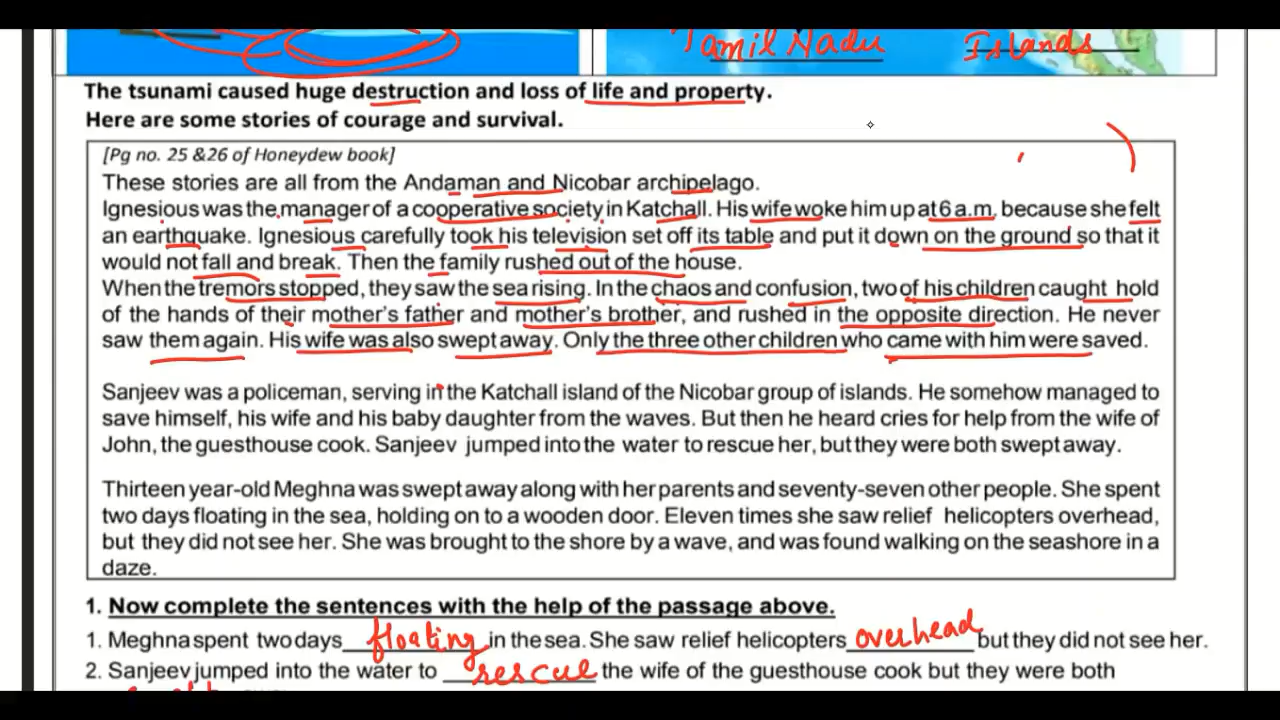 Tamil Nadu Islands
The tsunami caused huge destruction and loss of life and property.
Here are some stories of courage and survival.
[Pg no. 25 &26 of Honeydew book]
These stories are all from the Andaman and Nicobar archipelago.
Ignesious was the manager of a cooperative society in Katchall. His wife woke him up at 6 a.m. because she felt
an earthquake. Ignesious carefully took his television set off its table and put it down on the ground so that it
would not fall and break. Then the family rushed out of the house.
When the tremors stopped, they saw the sea rising. In the chaos and confusion, two of his children caught hold
of the hands of their mother's father and mother's brother, and rushed in the opposite direction. He never
saw them again. His wife was also swept away. Only the three other children who came with him were saved.
Sanjeev was a policeman, serving in the Katchall island of the Nicobar group of islands. He somehow managed to
save himself, his wife and his baby daughter from the waves. But then he heard cries for help from the wife of
John, the guesthouse cook. Sanjeev jumped into the water to rescue her, but they were both swept away.
Thirteen year-old Meghna was swept away along with her parents and seventy-seven other people. She spent
two days floating in the sea, holding on to a wooden door. Eleven times she saw relief helicopters overhead,
but they did not see her. She was brought to the shore by a wave, and was found walking on the seashore in a
daze.
1. Now complete the sentences with the help of the passage above.
1. Meghna spent two days floating in the sea. She saw relief helicopters overhead but they did not see her.
2. Sanjeev jumped into the water to rescue the wife of the guesthouse cook but they were both